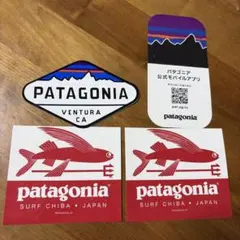 PATAGONIA
VENTURA
CA
パタゴニア
公式モバイルアプリ
patagonia
patagonia
SURF CHIBA • JAPAN
patagonia
SURF CHIBA • JAPAN